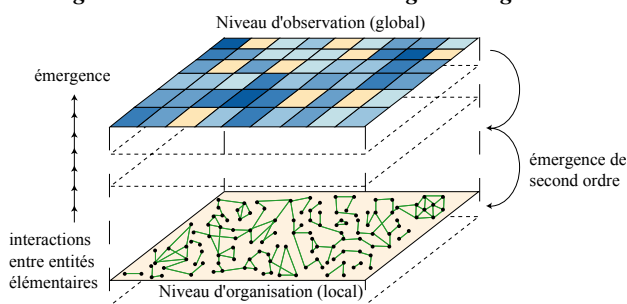 Niveau d'observation (global)
émergence
émergence de
second ordre
interactions
entre entités
élémentaires
Niveau d'organisation (local)